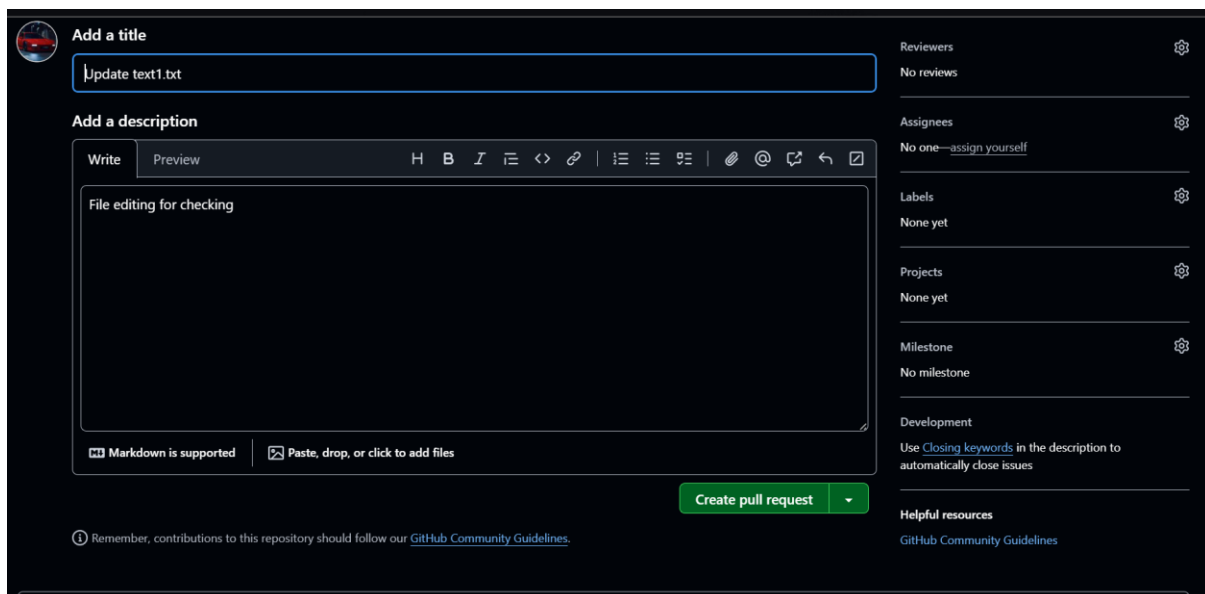 Add a title
Update text1.txt
Add a description
Write
Preview
File editing for checking
Markdown is supported
Paste, drop, or click to add files
Create pull request
Remember, contributions to this repository should follow our GitHub Community Guidelines.
Reviewers
No reviews
Assignees
No one—assign yourself
Labels
None yet
Projects
None yet
Milestone
No milestone
Development
Use Closing keywords in the description to
automatically close issues
Helpful resources
GitHub Community Guidelines